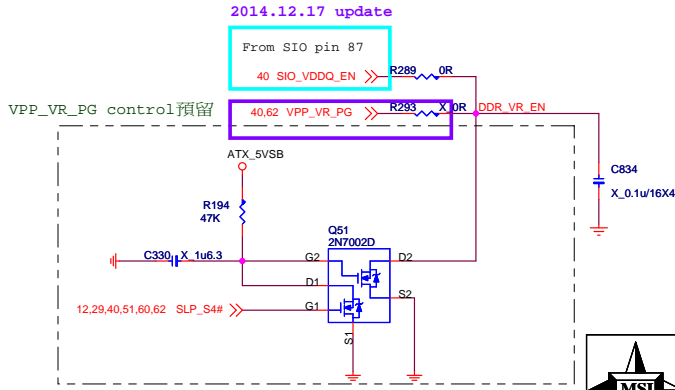 2014.12.17 update
From SIO pin 87
40 SIO_VDDQ_EN
R289 0R
VPP_VR_PG control預留
40,62 VPP_VR_PG
R293 X_0R
DDR_VR_EN
ATX_5VSB
C834
X_0.1u/16X4
R194
47K
Q51
2N7002D
C330 X_1u6.3
G2
D2
D1
S2
12,29,40,51,60,62 SLP_S4#
G1
S1
MSI